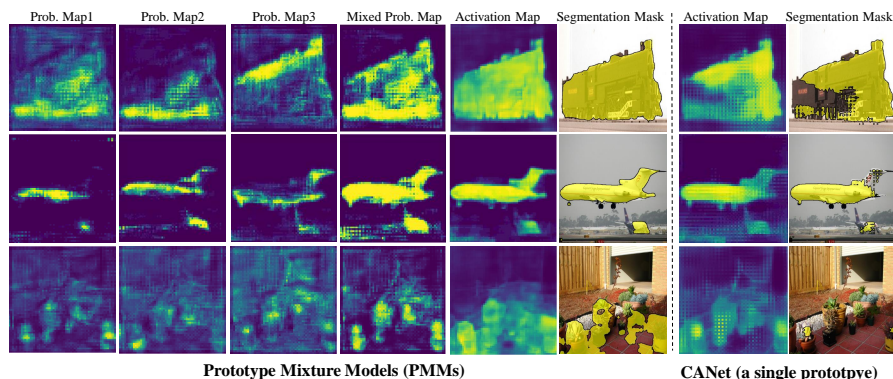 Prob. Map1 Prob. Map2 Prob. Map3 Mixed Prob. Map Activation Map Segmentation Mask Activation Map Segmentation Mask
Prototype Mixture Models (PMMs) CANet (a single prototpye)